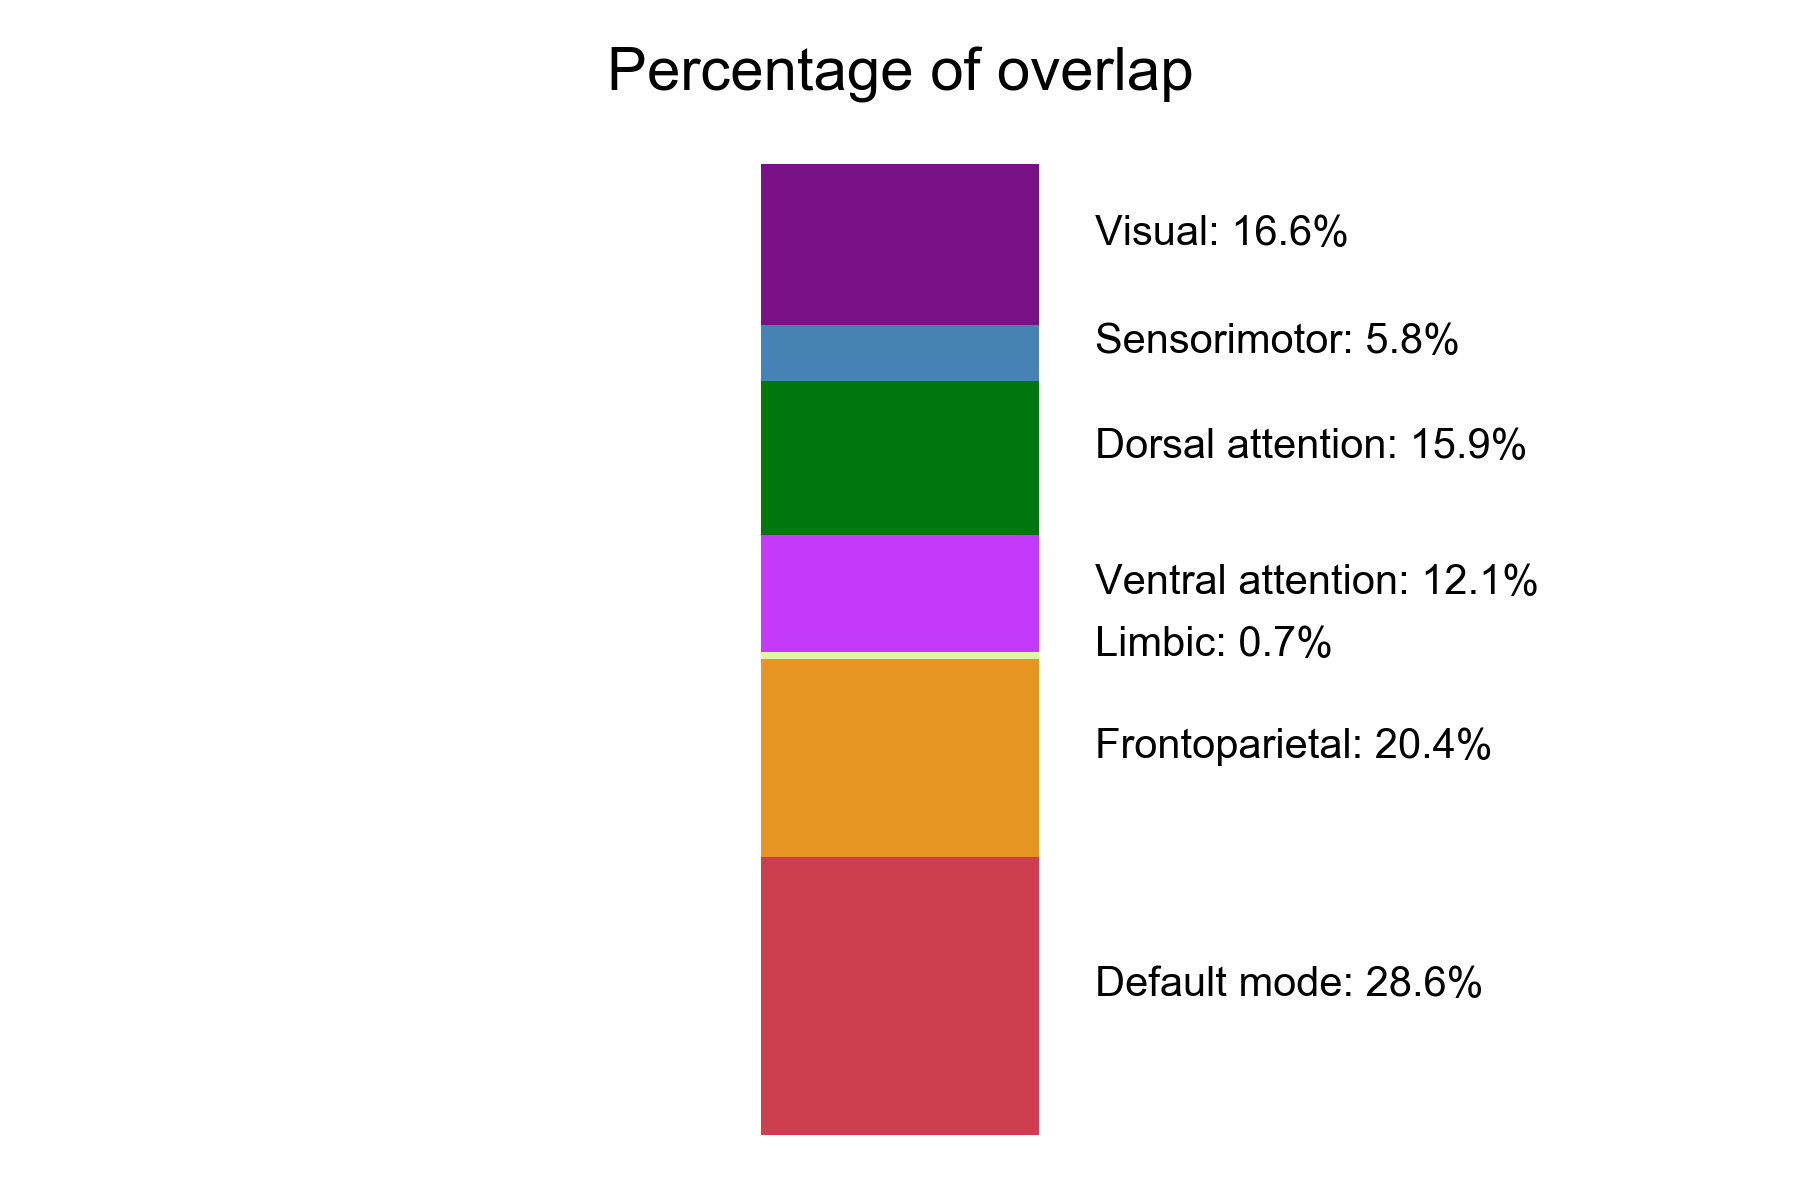 Percentage of overlap
Visual: 16.6%
Sensorimotor: 5.8%
Dorsal attention: 15.9%
Ventral attention: 12.1%
Limbic: 0.7%
Frontoparietal: 20.4%
Default mode: 28.6%